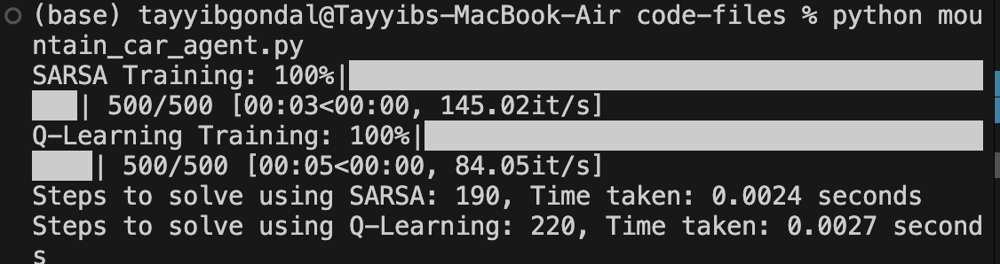 (base) tayyibgondal@Tayyibs-MacBook-Air code-files % python mou
ntain_car_agent.py
SARSA Training: 100%|
| 500/500 [00:03<00:00, 145.02it/s]
Q-Learning Training: 100%|
| 500/500 [00:05<00:00, 84.05it/s]
Steps to solve using SARSA: 190, Time taken: 0.0024 seconds
Steps to solve using Q-Learning: 220, Time taken: 0.0027 second
s